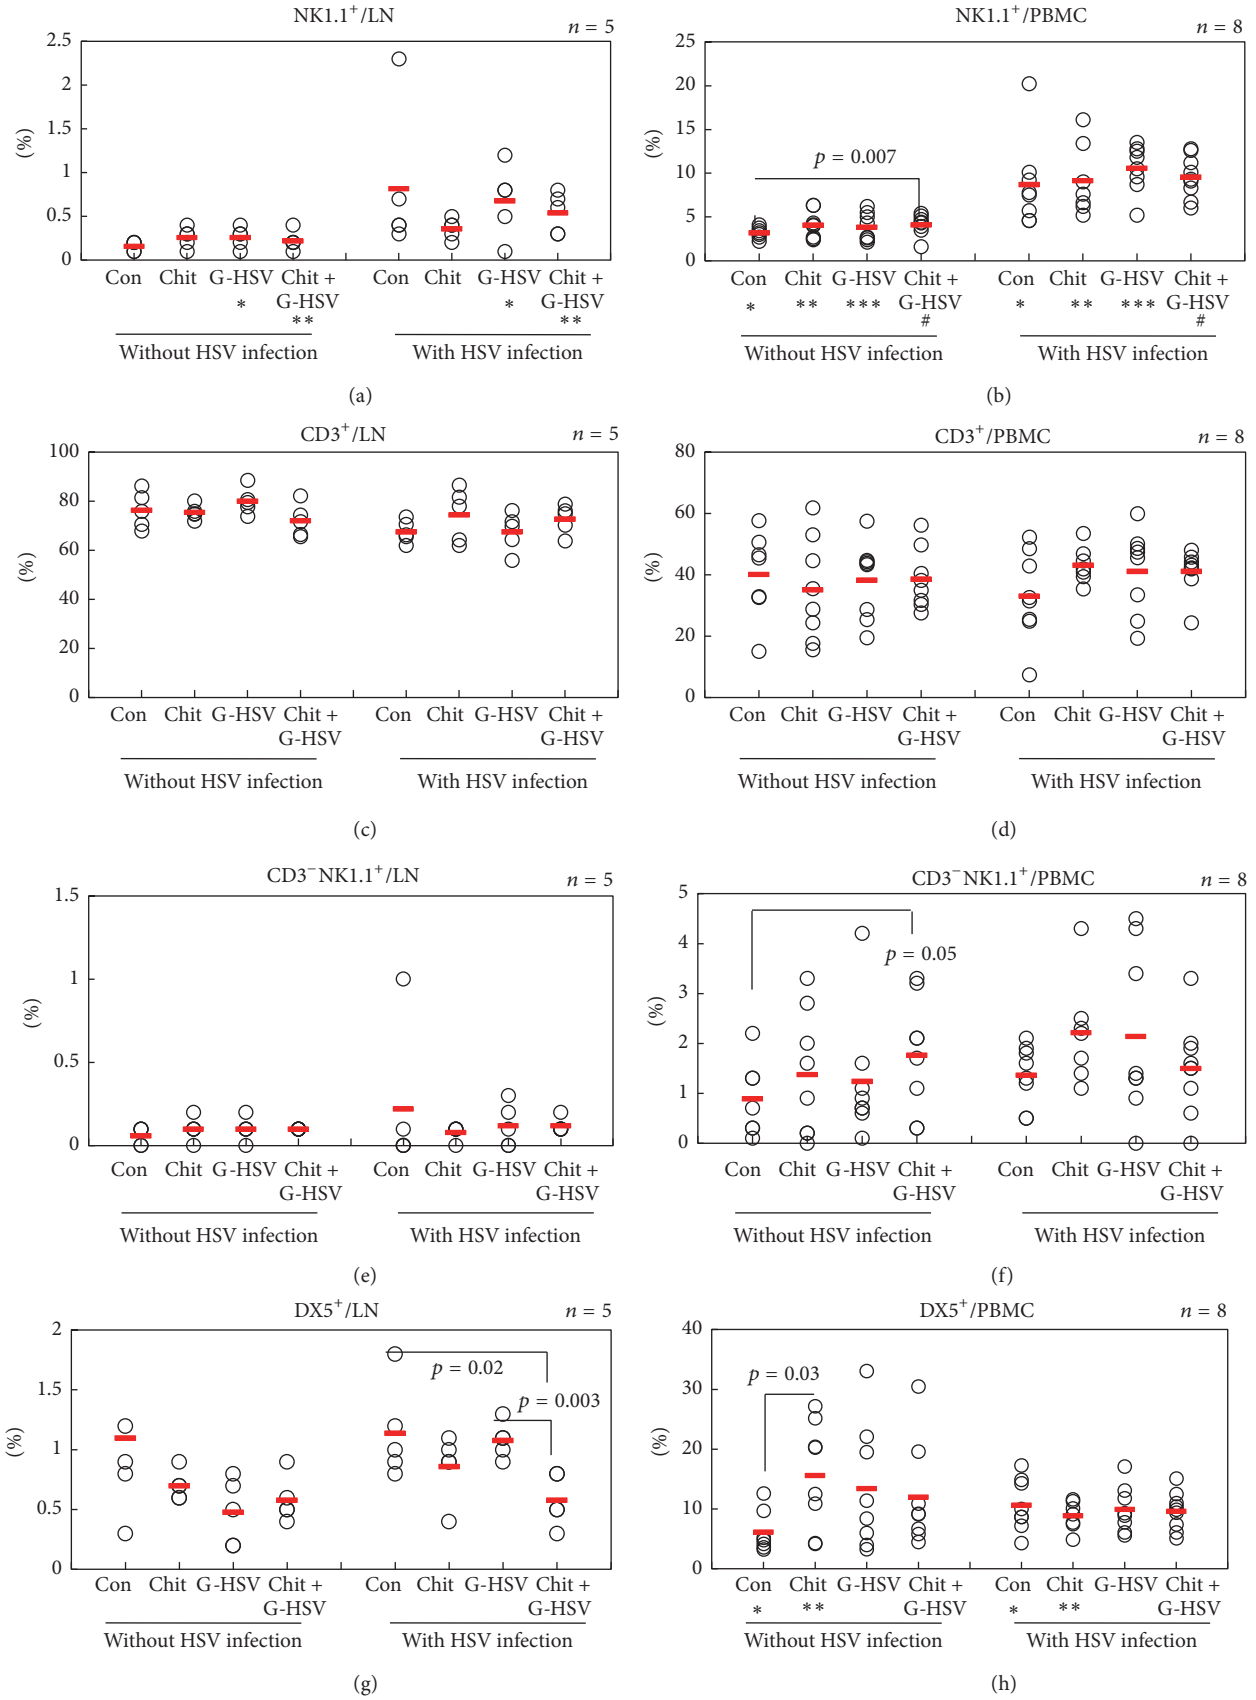 NK1.1⁺/LN
n = 5
2.5
2
1.5
1
0.5
0
(%)
Con Chit G-HSV Chit +
G-HSV
* **
Con Chit G-HSV Chit +
G-HSV
* **
Without HSV infection
With HSV infection
(a)
NK1.1⁺/PBMC
n = 8
25
20
15
10
5
0
(%)
p = 0.007
Con Chit G-HSV Chit +
G-HSV
* ** *** #
Con Chit G-HSV Chit +
G-HSV
* ** *** #
Without HSV infection
With HSV infection
(b)
CD3⁺/LN
n = 5
100
80
60
40
20
0
(%)
Con Chit G-HSV Chit +
G-HSV
Con Chit G-HSV Chit +
G-HSV
Without HSV infection
With HSV infection
(c)
CD3⁺/PBMC
n = 8
80
60
40
20
0
(%)
Con Chit G-HSV Chit +
G-HSV
Con Chit G-HSV Chit +
G-HSV
Without HSV infection
With HSV infection
(d)
CD3⁻NK1.1⁺/LN
n = 5
1.5
1
0.5
0
(%)
Con Chit G-HSV Chit +
G-HSV
Con Chit G-HSV Chit +
G-HSV
Without HSV infection
With HSV infection
(e)
CD3⁻NK1.1⁺/PBMC
n = 8
5
4
3
2
1
0
(%)
p = 0.05
Con Chit G-HSV Chit +
G-HSV
Con Chit G-HSV Chit +
G-HSV
Without HSV infection
With HSV infection
(f)
DX5⁺/LN
n = 5
2
1.5
1
0.5
0
(%)
p = 0.02
p = 0.003
Con Chit G-HSV Chit +
G-HSV
Con Chit G-HSV Chit +
G-HSV
Without HSV infection
With HSV infection
(g)
DX5⁺/PBMC
n = 8
40
30
20
10
0
(%)
p = 0.03
Con Chit G-HSV Chit +
G-HSV
* **
Con Chit G-HSV Chit +
G-HSV
* **
Without HSV infection
With HSV infection
(h)